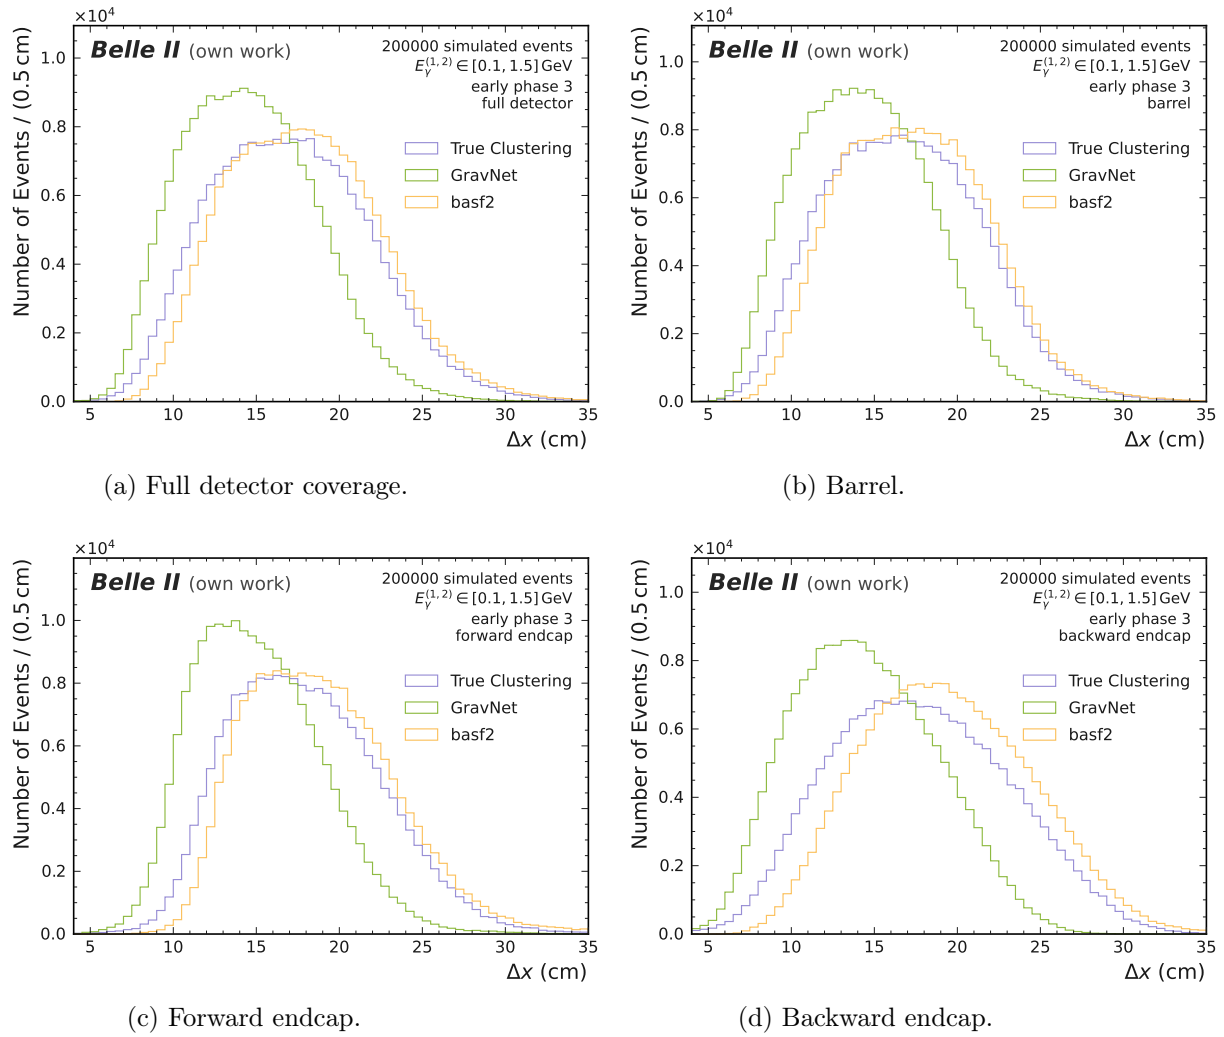 ×10⁴
Belle II (own work)
200000 simulated events
E_γ^(1, 2) ∈ [0.1, 1.5] GeV
early phase 3
full detector
True Clustering
GravNet
basf2
Number of Events / (0.5 cm)
1.0
0.8
0.6
0.4
0.2
0.0
5 10 15 20 25 30 35
Δx (cm)
(a) Full detector coverage.
×10⁴
Belle II (own work)
200000 simulated events
E_γ^(1, 2) ∈ [0.1, 1.5] GeV
early phase 3
barrel
True Clustering
GravNet
basf2
Number of Events / (0.5 cm)
1.0
0.8
0.6
0.4
0.2
0.0
5 10 15 20 25 30 35
Δx (cm)
(b) Barrel.
×10⁴
Belle II (own work)
200000 simulated events
E_γ^(1, 2) ∈ [0.1, 1.5] GeV
early phase 3
forward endcap
True Clustering
GravNet
basf2
Number of Events / (0.5 cm)
1.0
0.8
0.6
0.4
0.2
0.0
5 10 15 20 25 30 35
Δx (cm)
(c) Forward endcap.
×10⁴
Belle II (own work)
200000 simulated events
E_γ^(1, 2) ∈ [0.1, 1.5] GeV
early phase 3
backward endcap
True Clustering
GravNet
basf2
Number of Events / (0.5 cm)
1.0
0.8
0.6
0.4
0.2
0.0
5 10 15 20 25 30 35
Δx (cm)
(d) Backward endcap.